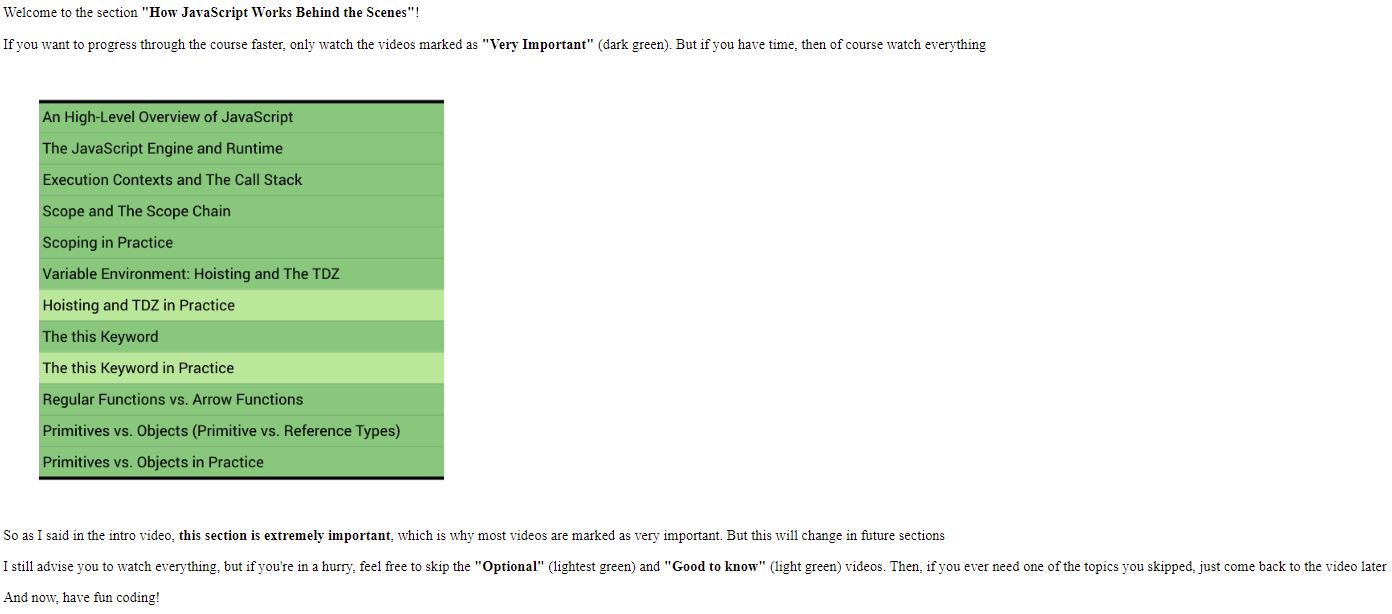 Welcome to the section "How JavaScript Works Behind the Scenes"!
If you want to progress through the course faster, only watch the videos marked as "Very Important" (dark green). But if you have time, then of course watch everything
An High-Level Overview of JavaScript
The JavaScript Engine and Runtime
Execution Contexts and The Call Stack
Scope and The Scope Chain
Scoping in Practice
Variable Environment: Hoisting and The TDZ
Hoisting and TDZ in Practice
The this Keyword
The this Keyword in Practice
Regular Functions vs. Arrow Functions
Primitives vs. Objects (Primitive vs. Reference Types)
Primitives vs. Objects in Practice
So as I said in the intro video, this section is extremely important, which is why most videos are marked as very important. But this will change in future sections
I still advise you to watch everything, but if you're in a hurry, feel free to skip the "Optional" (lightest green) and "Good to know" (light green) videos. Then, if you ever need one of the topics you skipped, just come back to the video later
And now, have fun coding!